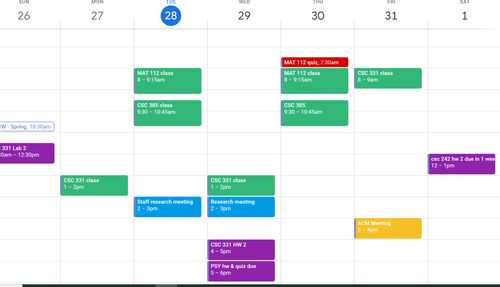 SUN
26
MON
27
TUE
28
WED
29
THU
30
FRI
31
SAT
1
MAT 112 quiz, 7:30am
MAT 112 class
8 – 9:15am
MAT 112 class
8 – 9:15am
CSC 331 class
8 – 9am
CSC 385 class
9:30 – 10:45am
CSC 385
9:30 – 10:45am
- Spring, 10:30am
331 Lab 2
– 12:30pm
csc 242 hw 2 due in 1 wee
12 – 1pm
CSC 331 class
1 – 2pm
CSC 331 class
1 – 2pm
Staff research meeting
2 – 3pm
Research meeting
2 – 3pm
ACM Meeting
3 – 4pm
CSC 331 HW 2
4 – 5pm
PSY hw & quiz due
5 – 6pm